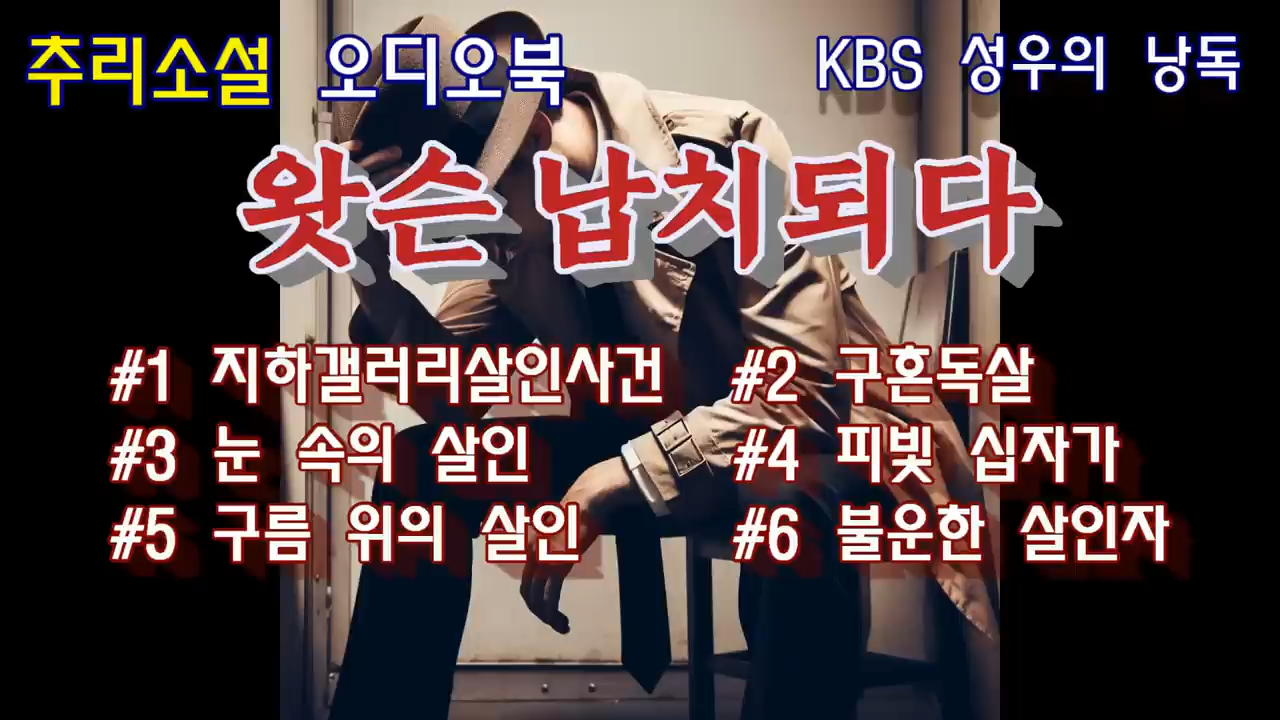 추리소설 오디오북 KBS 성우의 낭독
왓슨 납치되다
#1 지하갤러리살인사건 #2 구혼독살
#3 눈 속의 살인 #4 피빛 십자가
#5 구름 위의 살인 #6 불운한 살인자